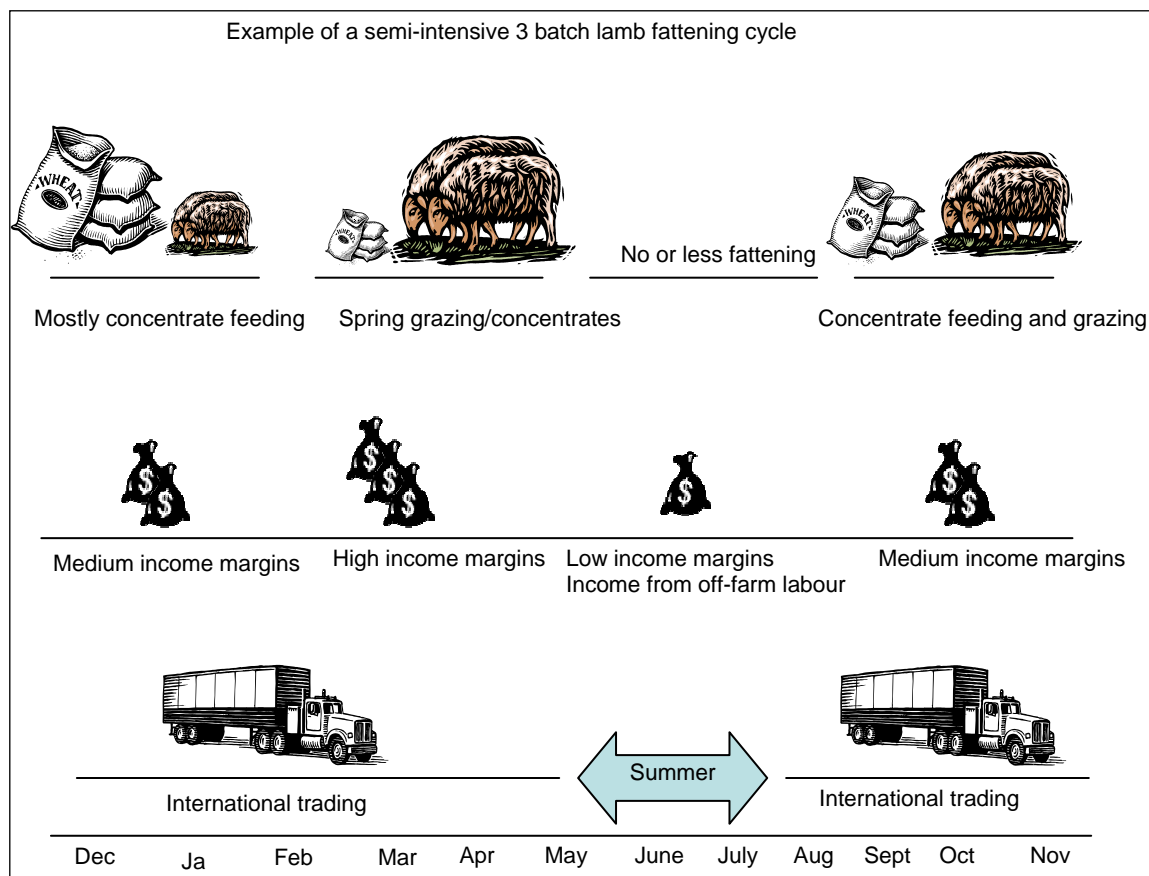 Example of a semi-intensive 3 batch lamb fattening cycle
WHEAT
WHEAT
WHEAT
No or less fattening
Mostly concentrate feeding
Spring grazing/concentrates
Concentrate feeding and grazing
$
$
$
$
$
$
$
$
Medium income margins
High income margins
Low income margins
Income from off-farm labour
Medium income margins
Summer
International trading
International trading
Dec Ja Feb Mar Apr May June July Aug Sept Oct Nov